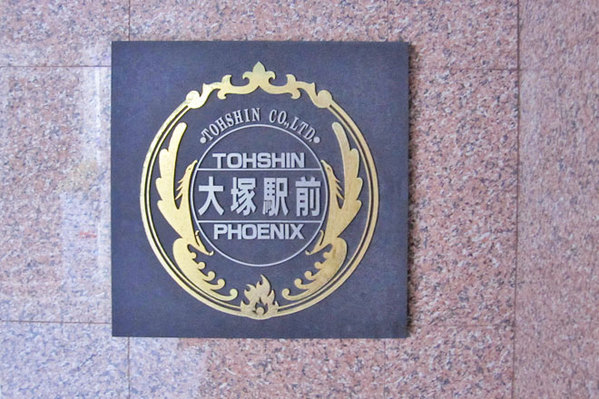 •TOHSHIN CO.,LTD.•
TOHSHIN
大塚駅前
PHOENIX